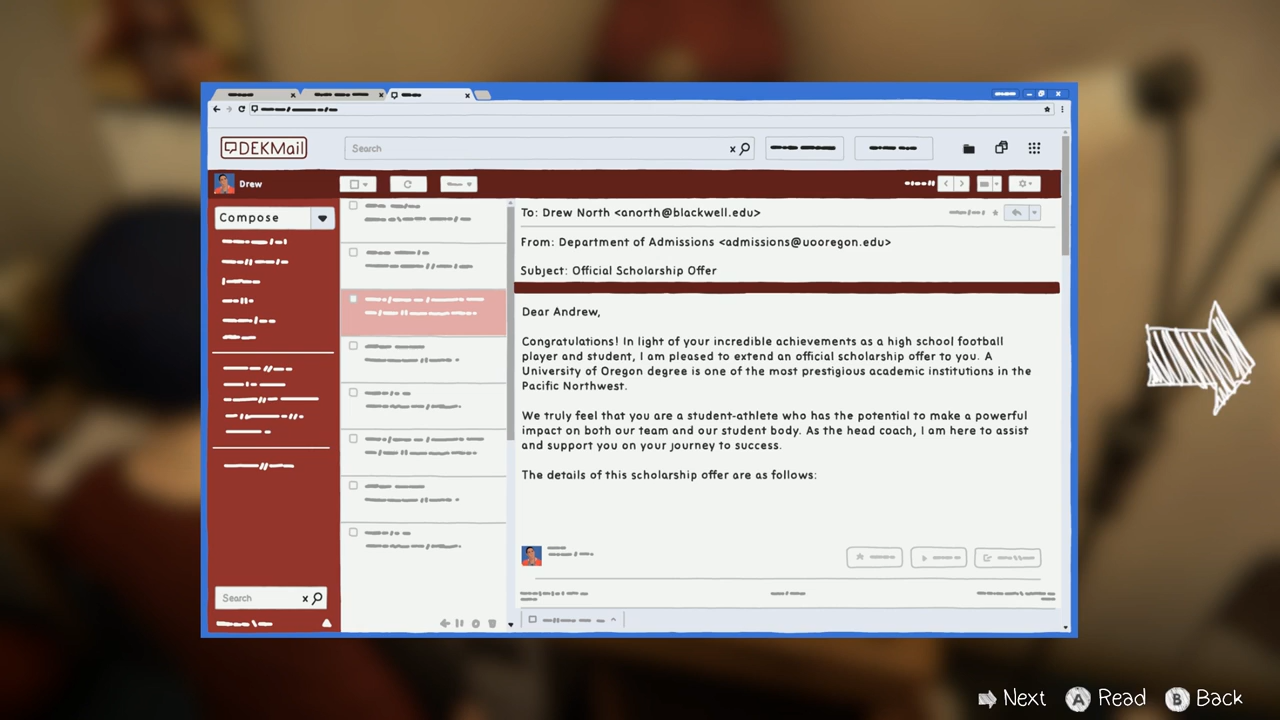 DEKMail
Search
x
Drew
Compose
To: Drew North <anorth@blackwell.edu>
From: Department of Admissions <admissions@uooregon.edu>
Subject: Official Scholarship Offer
Dear Andrew,
Congratulations! In light of your incredible achievements as a high school football
player and student, I am pleased to extend an official scholarship offer to you. A
University of Oregon degree is one of the most prestigious academic institutions in the
Pacific Northwest.
We truly feel that you are a student-athlete who has the potential to make a powerful
impact on both our team and our student body. As the head coach, I am here to assist
and support you on your journey to success.
The details of this scholarship offer are as follows:
Search x
Next A Read B Back